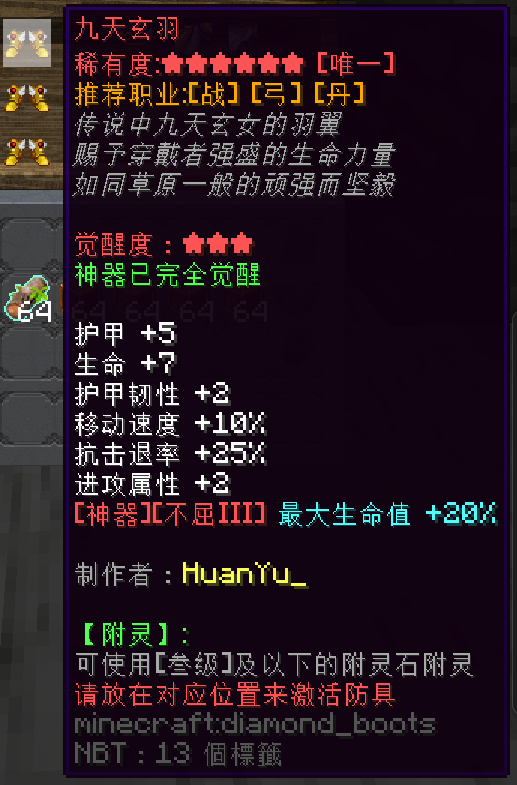 九天玄羽
稀有度:★★★★★★ [唯一]
推荐职业:[战] [弓] [丹]
传说中九天玄女的羽翼
赐予穿戴者强盛的生命力量
如同草原一般的顽强而坚毅
觉醒度：★★★
神器已完全觉醒
64
64 64 64 64
护甲 +5
生命 +7
护甲韧性 +2
移动速度 +10%
抗击退率 +25%
进攻属性 +2
[神器][不屈III] 最大生命值 +20%
制作者：HuanYu_
【附灵】:
可使用[叁级]及以下的附灵石附灵
请放在对应位置来激活防具
minecraft:diamond_boots
NBT：13 個標籤